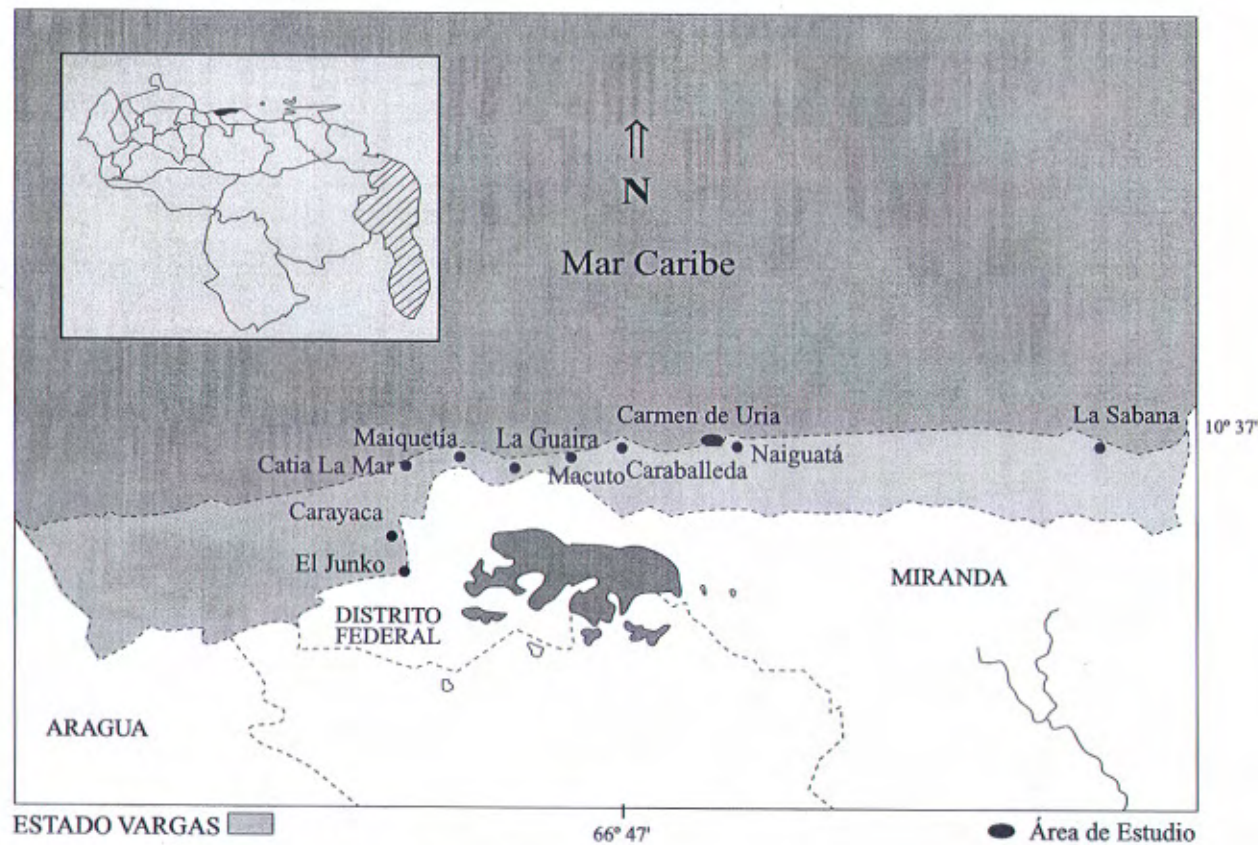 N
Mar Caribe
Carmen de Uria
La Sabana
10° 37'
Maiquetía
La Guaira
Catia La Mar
Macuto
Caraballeda
Naiguatá
Carayaca
El Junko
MIRANDA
DISTRITO
FEDERAL
ARAGUA
ESTADO VARGAS
66° 47'
Área de Estudio